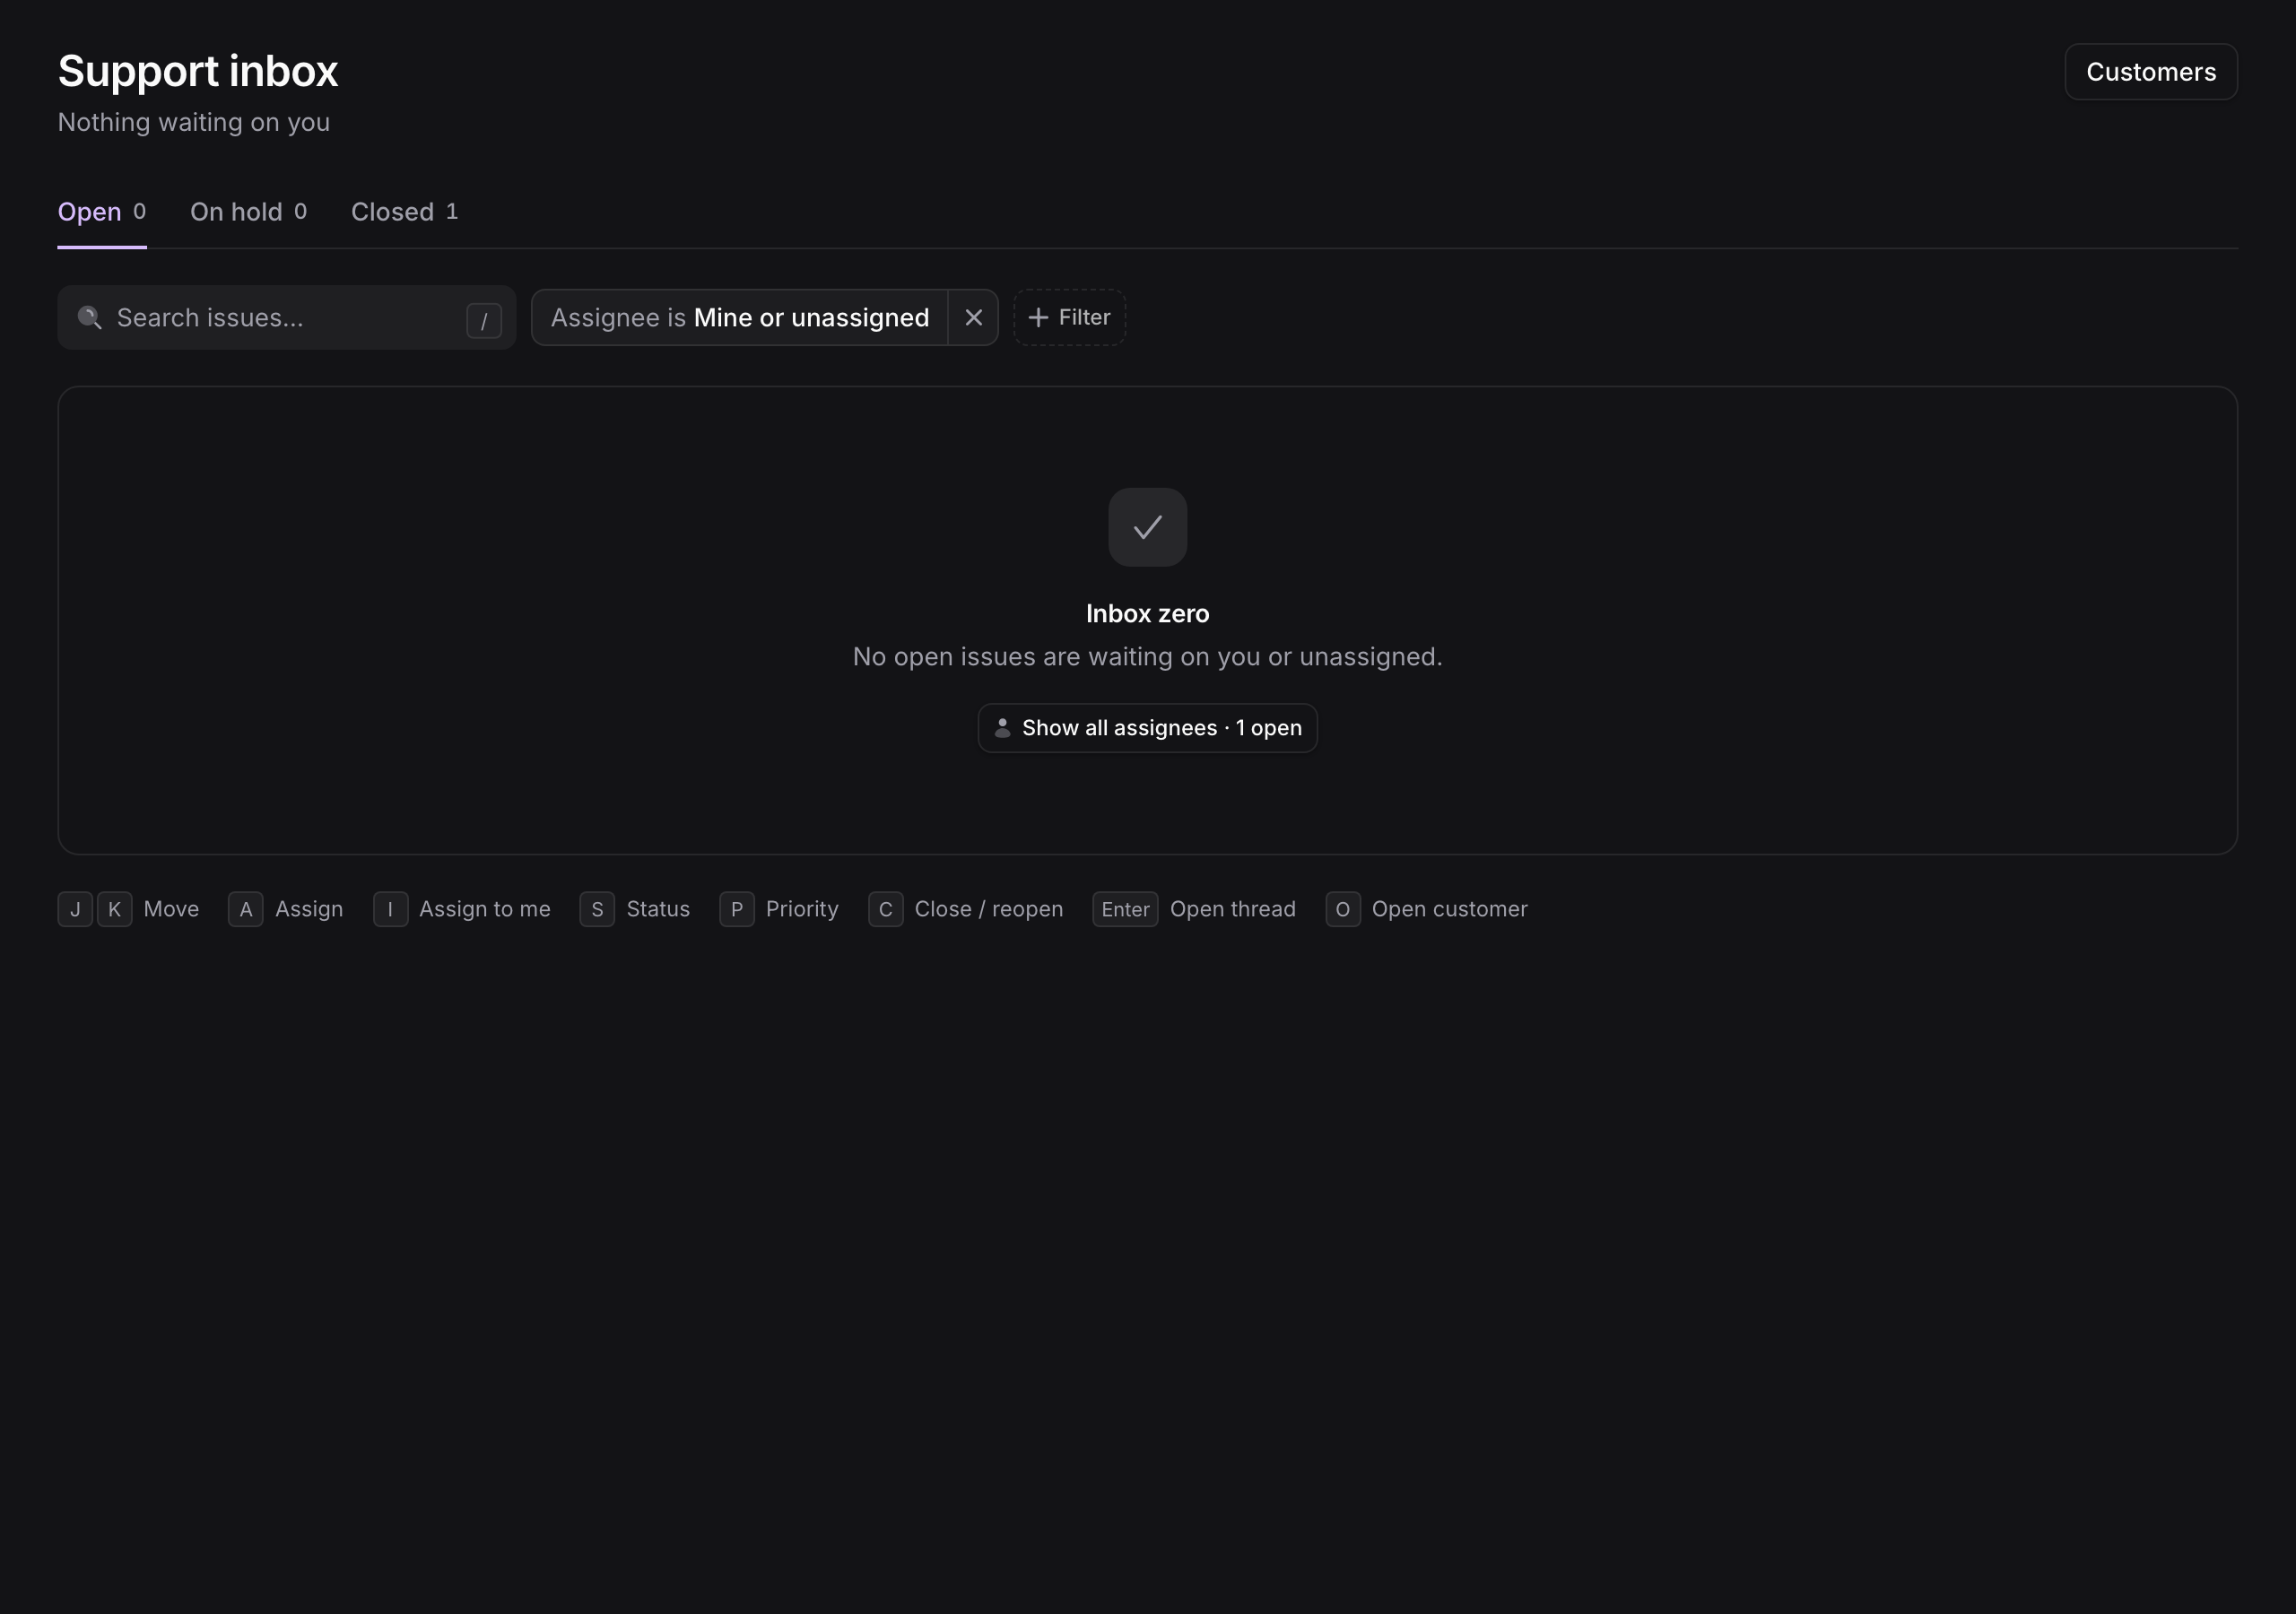 Support inbox
Customers
Nothing waiting on you
Open 0 On hold 0 Closed 1
Search issues... / Assignee is Mine or unassigned Filter
Inbox zero
No open issues are waiting on you or unassigned.
Show all assignees · 1 open
J K Move A Assign I Assign to me S Status P Priority C Close / reopen Enter Open thread O Open customer